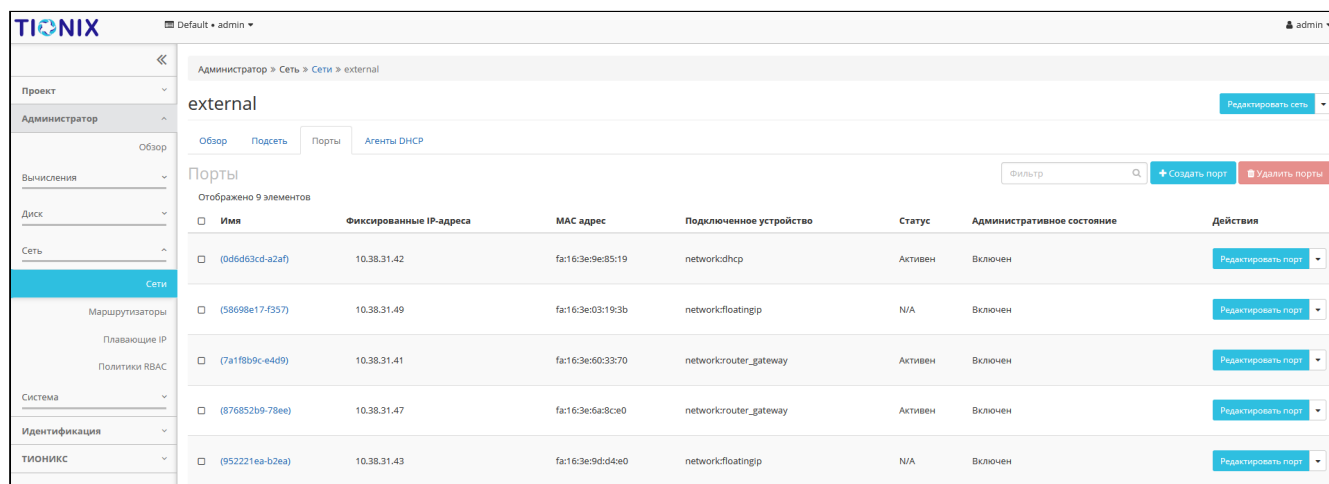 TIONIX
Default • admin
admin
Администратор » Сеть » Сети » external
Проект
Администратор
Обзор
Вычисления
Диск
Сеть
Сети
Маршрутизаторы
Плавающие IP
Политики RBAC
Система
Идентификация
ТИОНИКС
external
Редактировать сеть
Обзор Подсеть Порты Агенты DHCP
Порты
Фильтр
Создать порт
Удалить порты
Отображено 9 элементов
Имя Фиксированные IP-адреса MAC адрес Подключенное устройство Статус Административное состояние Действия
(0d6d63cd-a2af) 10.38.31.42 fa:16:3e:9e:85:19 network:dhcp Активен Включен Редактировать порт
(58698e17-f357) 10.38.31.49 fa:16:3e:03:19:3b network:floatingip N/A Включен Редактировать порт
(7a1f8b9c-e4d9) 10.38.31.41 fa:16:3e:60:33:70 network:router_gateway Активен Включен Редактировать порт
(876852b9-78ee) 10.38.31.47 fa:16:3e:6a:8c:e0 network:router_gateway Активен Включен Редактировать порт
(952221ea-b2ea) 10.38.31.43 fa:16:3e:9d:d4:e0 network:floatingip N/A Включен Редактировать порт